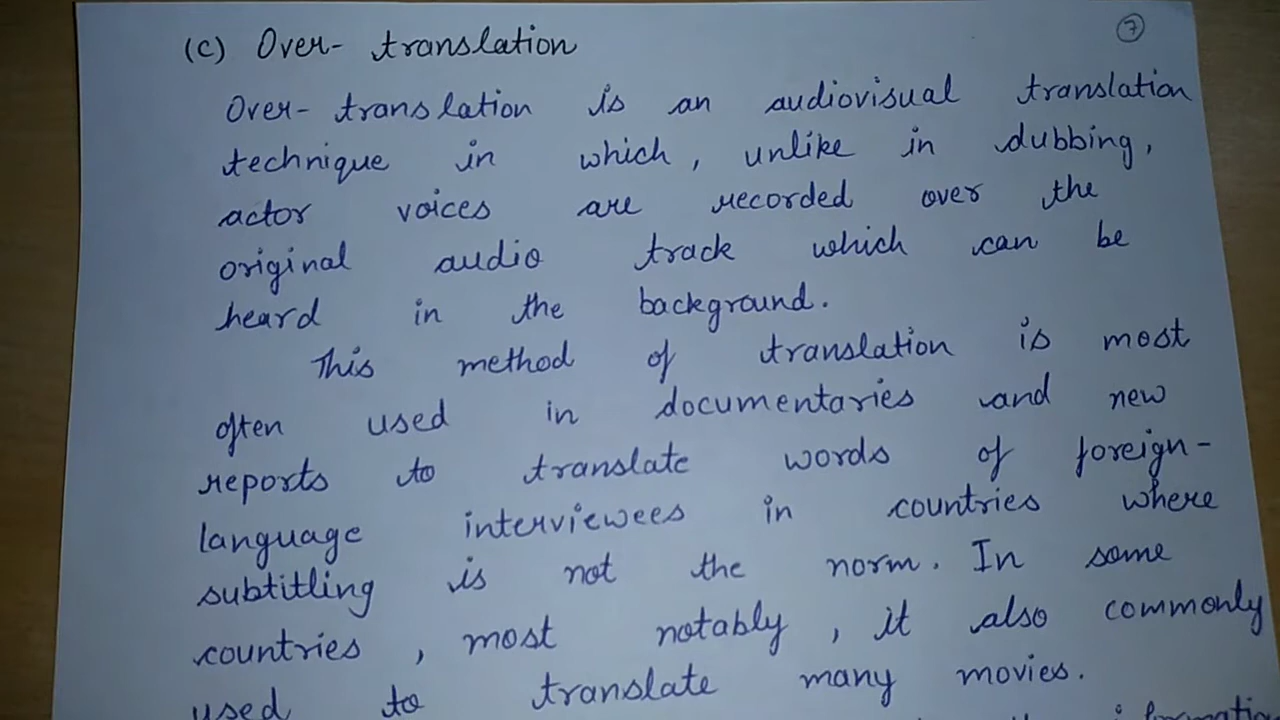 ⑦
(c) Over- translation
Over- translation is an audiovisual translation
technique in which, unlike in dubbing,
actor voices are recorded over the
original audio track which can be
heard in the background.
This method of translation is most
often used in documentaries and new
reports to translate words of foreign-
language interviewees in countries where
subtitling is not the norm. In some
countries, most notably, it also commonly
used to translate many movies.